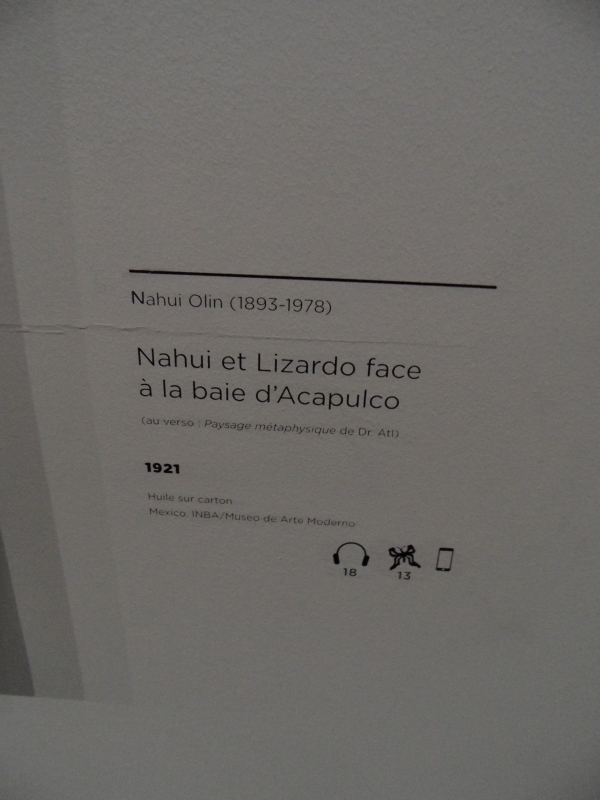 Nahui Olin (1893-1978)
Nahui et Lizardo face
à la baie d'Acapulco
(au verso : Paysage métaphysique de Dr. Atl)
1921
Huile sur carton
Mexico, INBA/Museo de Arte Moderno
18 13